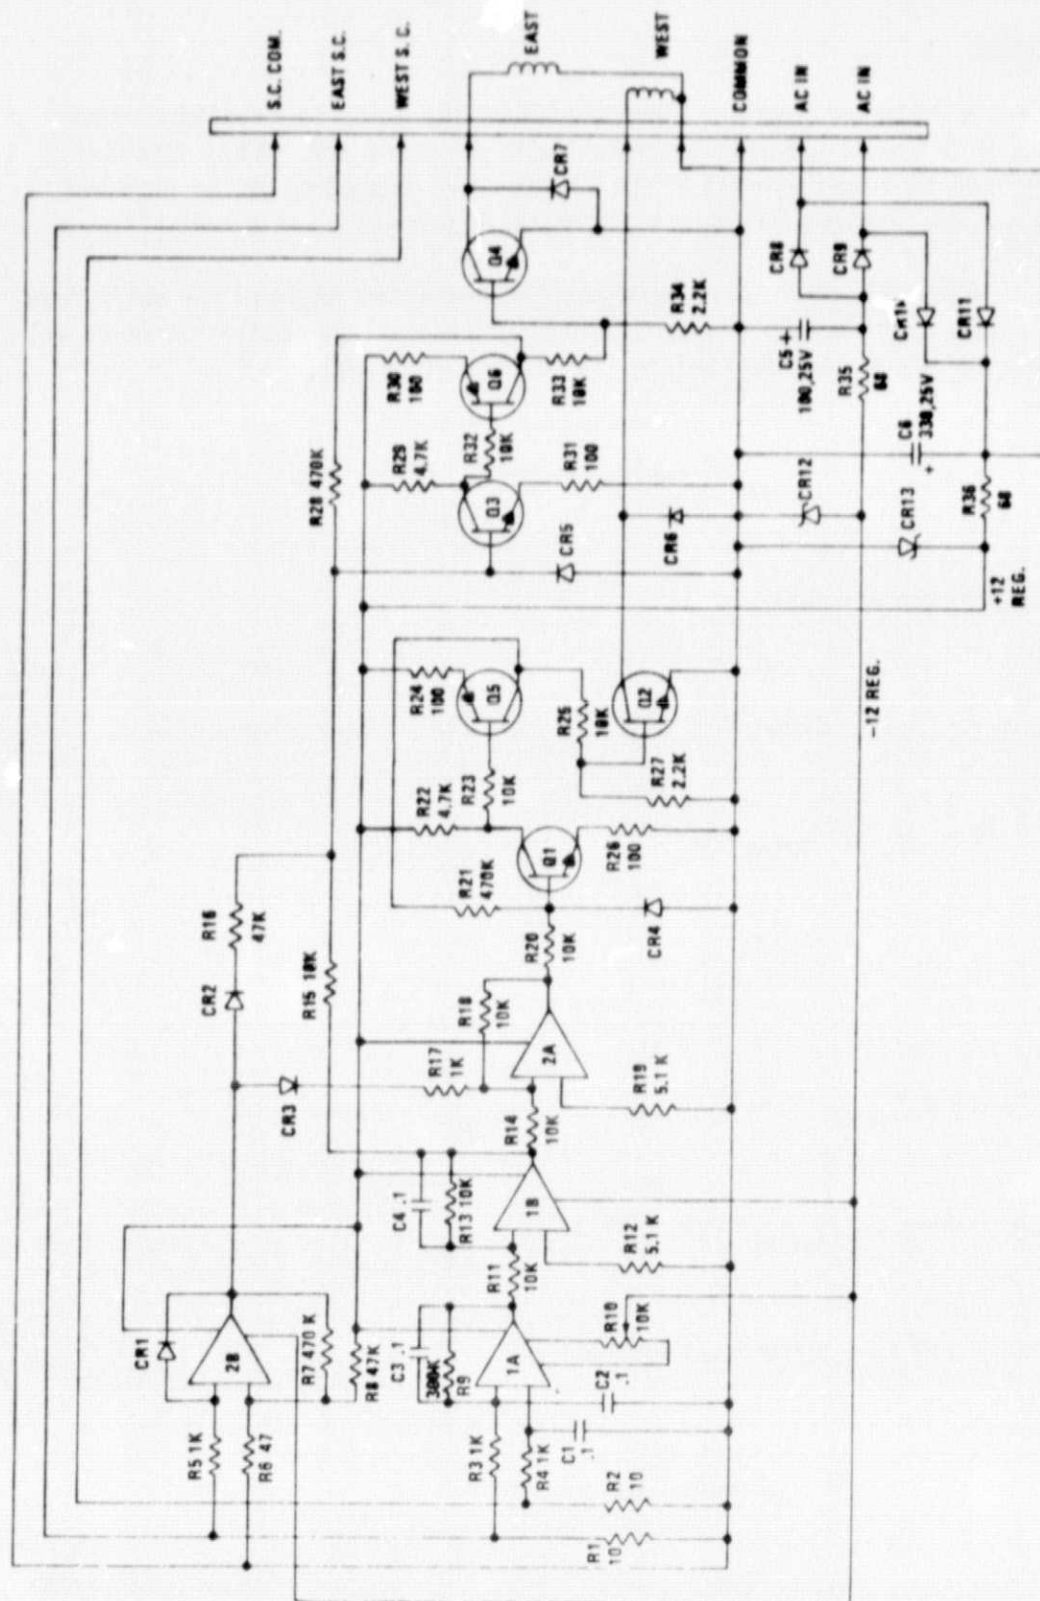 S.C. COM.
EAST S.C.
WEST S.C.
EAST
WEST
COMMON
AC IN
AC IN
CR7
Q4
R34
2.2K
CR8
CR9
CR11
C5 +
100,25V
R35
68
C6
330,25V
+
R36
68
CR12
CR13
+12
REG.
-12 REG.
R30
100
Q6
R33
10K
R29
4.7K
R32
10K
R31
100
Q3
R28 470K
CR5
CR6
R24
100
Q5
R25
10K
Q2
R27
2.2K
R22
4.7K
R23
10K
Q1
R26
100
R21
470K
CR4
R20
10K
R16
47K
CR2
R15 10K
CR3
R17
1K
R18
10K
2A
R19
5.1 K
R14
10K
C4 .1
R13 10K
1B
R12
5.1 K
R11
10K
CR1
2B
R7 470 K
R8 47K
C3 .1
300K
R9
1A
R10
10K
C2
.1
C1
.1
R5 1K
R6 47
R3 1K
R4 1K
R2
10
R1
10